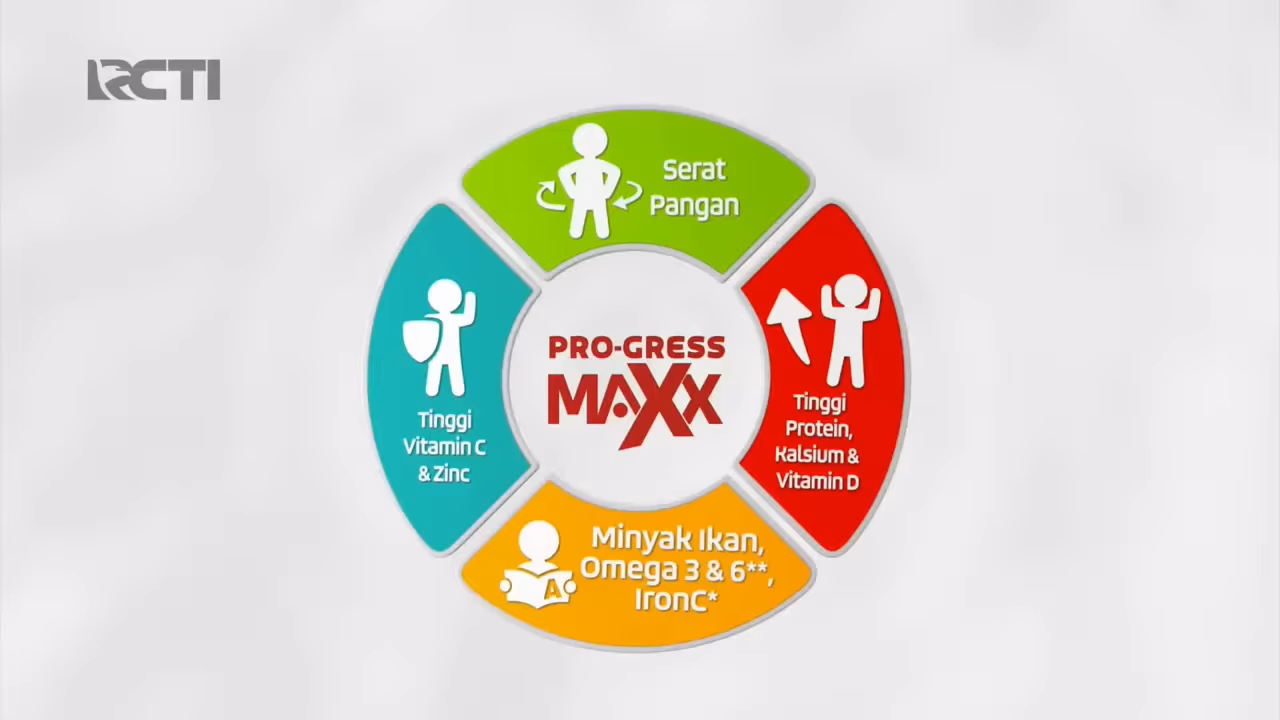 RCTI
Serat
Pangan
Tinggi
Vitamin C
& Zinc
PRO-GRESS
MAXX
Tinggi
Protein,
Kalsium &
Vitamin D
Minyak Ikan,
Omega 3 & 6**,
IronC*
A